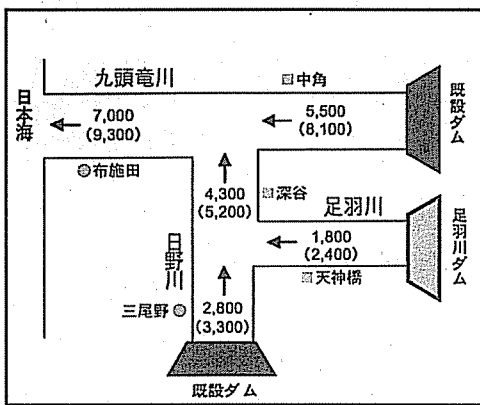 九頭竜川
中角
日本海
7,000
(9,300)
5,500
(8,100)
既設ダム
布施田
4,300
(5,200)
深谷
足羽川
日野川
1,800
(2,400)
足羽川ダム
天神橋
三尾野
2,800
(3,300)
既設ダム